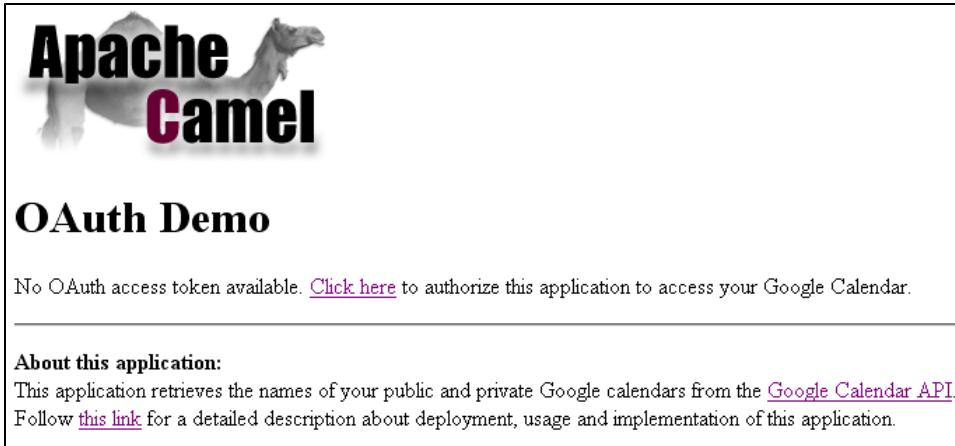 Apache
Camel
OAuth Demo
No OAuth access token available. Click here to authorize this application to access your Google Calendar.
About this application:
This application retrieves the names of your public and private Google calendars from the Google Calendar API.
Follow this link for a detailed description about deployment, usage and implementation of this application.